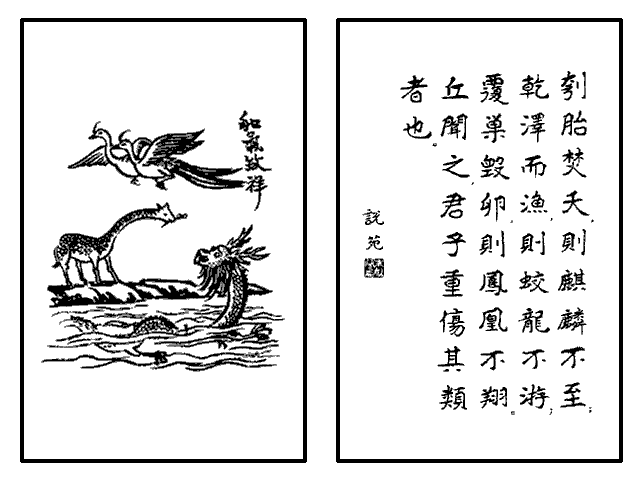 和氣致祥
刳胎焚夭,則麒麟不至;
乾澤而漁,則蛟龍不游;
覆巢毀卵,則鳳凰不翔。
丘聞之,君子重傷其類
者也。
說苑